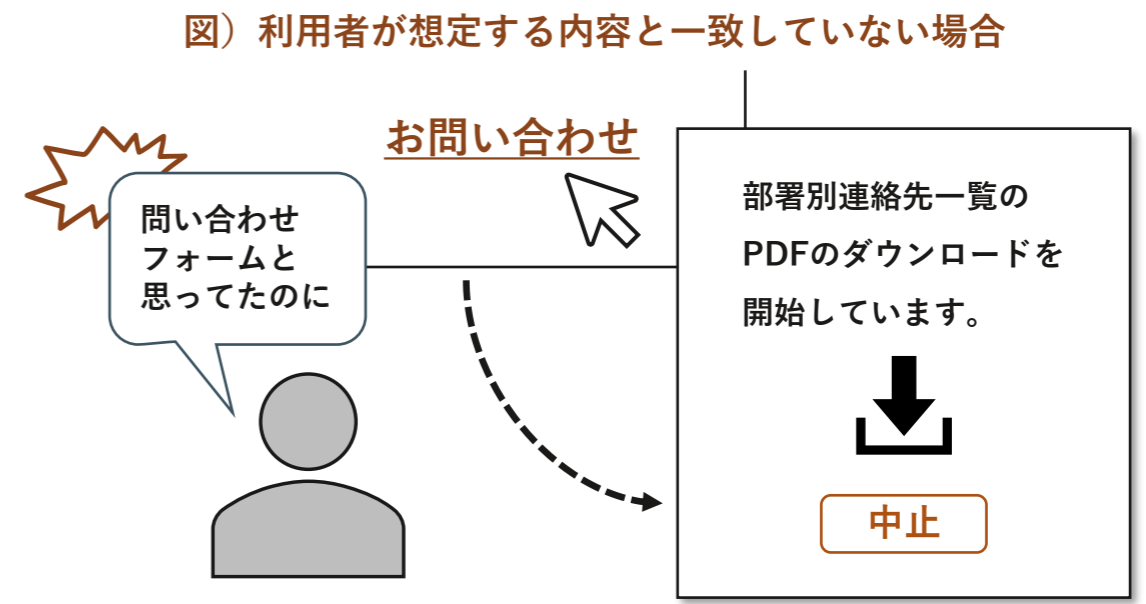 図）利用者が想定する内容と一致していない場合
お問い合わせ
問い合わせ
フォームと
思ってたのに
部署別連絡先一覧の
PDFのダウンロードを
開始しています。
中止